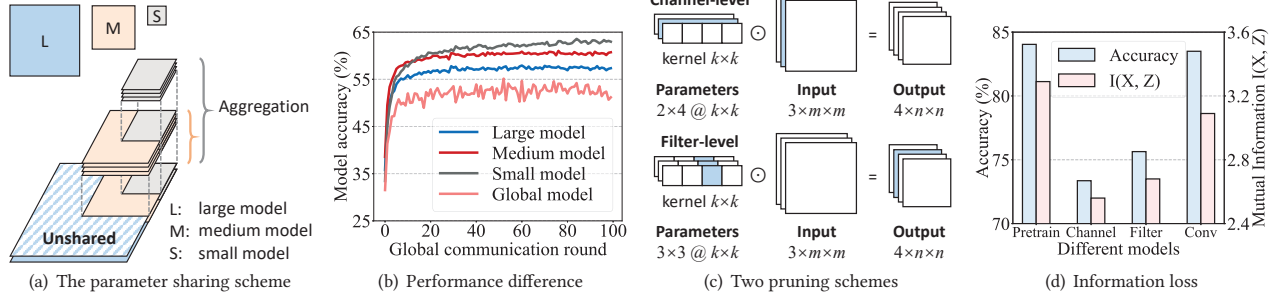 L
M
S
Aggregation
Unshared
L: large model
M: medium model
S: small model
(a) The parameter sharing scheme
Model accuracy (%)
65
55
45
35
25
0 20 40 60 80 100
Large model
Medium model
Small model
Global model
Global communication round
(b) Performance difference
Channel-level
kernel k×k
⊙
=
Parameters Input Output
2×4 @ k×k 3×m×m 4×n×n
Filter-level
kernel k×k
⊙
=
Parameters Input Output
3×3 @ k×k 3×m×m 4×n×n
(c) Two pruning schemes
Accuracy (%)
85
80
75
70
Accuracy
I(X, Z)
3.6
3.2
2.8
2.4
Mutual Information I(X, Z)
Pretrain Channel Filter Conv
Different models
(d) Information loss